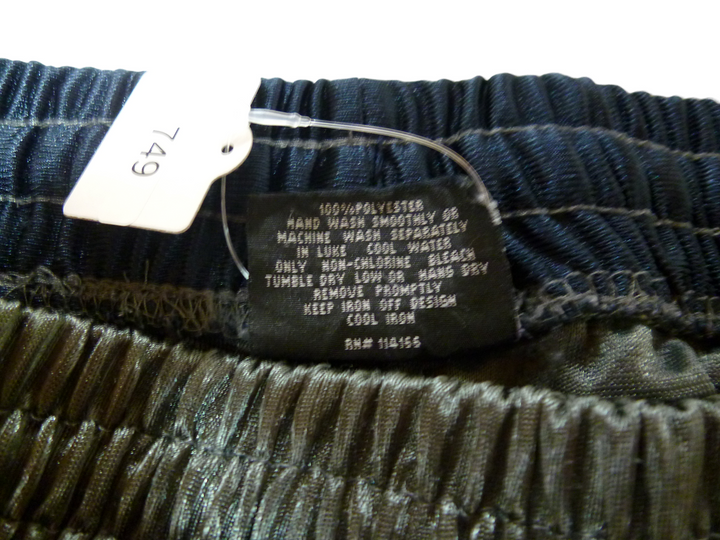 749
100%POLYESTER
HAND WASH SMOOTHLY OR
MACHINE WASH SEPARATELY
IN LUKE COOL WATER
ONLY NON-CHLORINE BLEACH
TUMBLE DRY LOW OR HANG DRY
REMOVE PROMPTLY
KEEP IRON OFF DESIGN
COOL IRON
RN# 114166